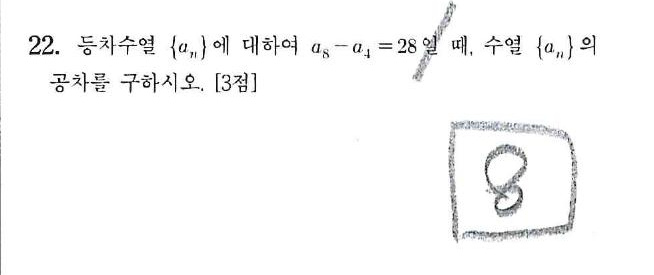 22. 등차수열 {aₙ}에 대하여 a₈－a₄＝28일 때, 수열 {aₙ}의
공차를 구하시오. [3점]
8